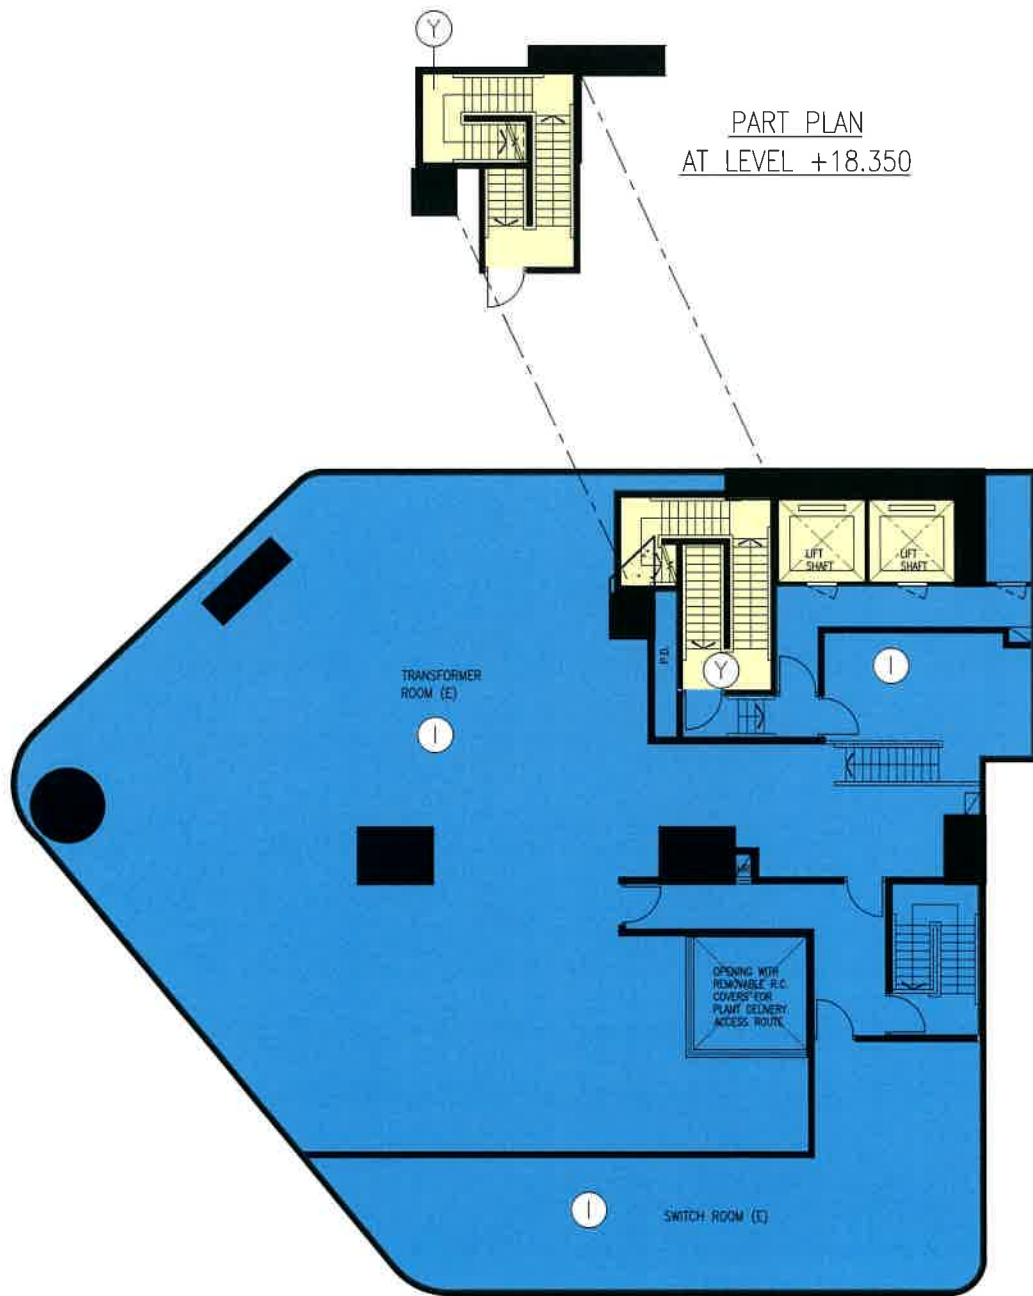 Y
PART PLAN
AT LEVEL +18.350
LIFT
SHAFT
LIFT
SHAFT
P.D.
Y
I
TRANSFORMER
ROOM (E)
I
OPENING WITH
REMOVABLE R.C.
COVERS FOR
PLANT DELIVERY
ACCESS ROUTE
I
SWITCH ROOM (E)